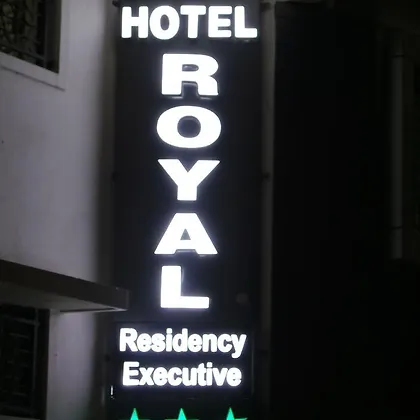 HOTEL
ROYAL
Residency
Executive